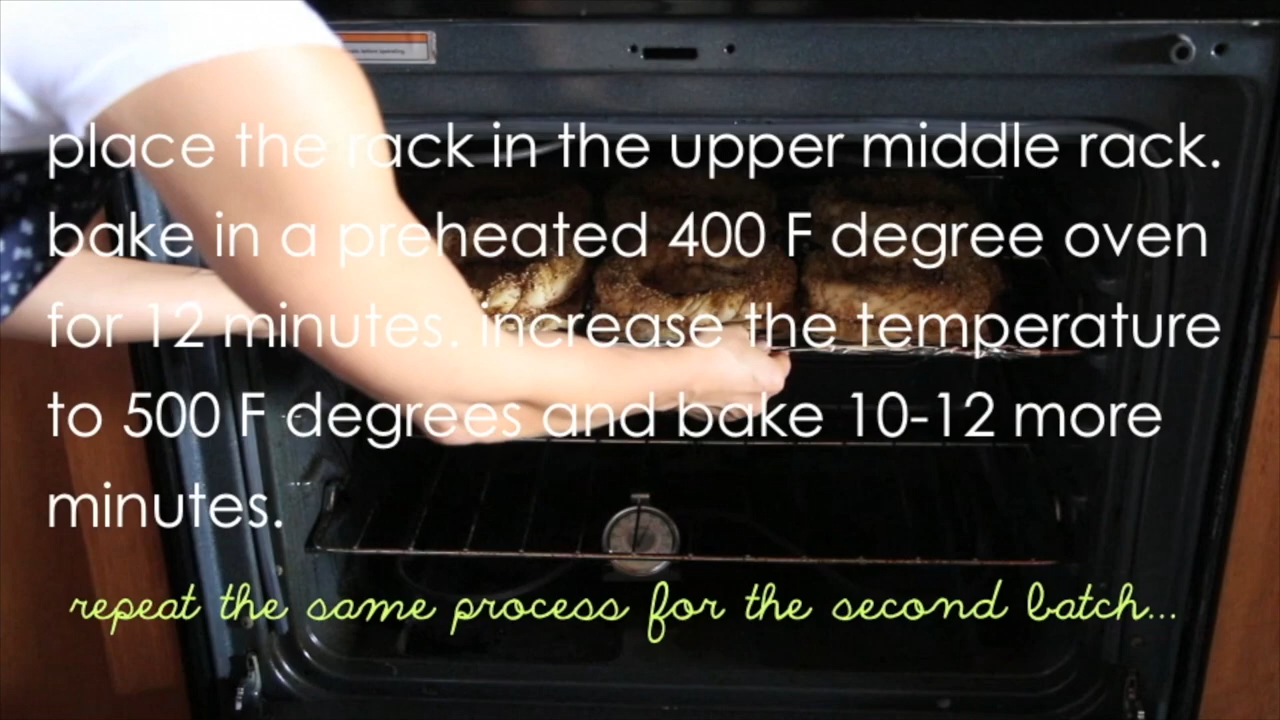 place the rack in the upper middle rack.
bake in a preheated 400 F degree oven
for 12 minutes. increase the temperature
to 500 F degrees and bake 10-12 more
minutes.
repeat the same process for the second batch...